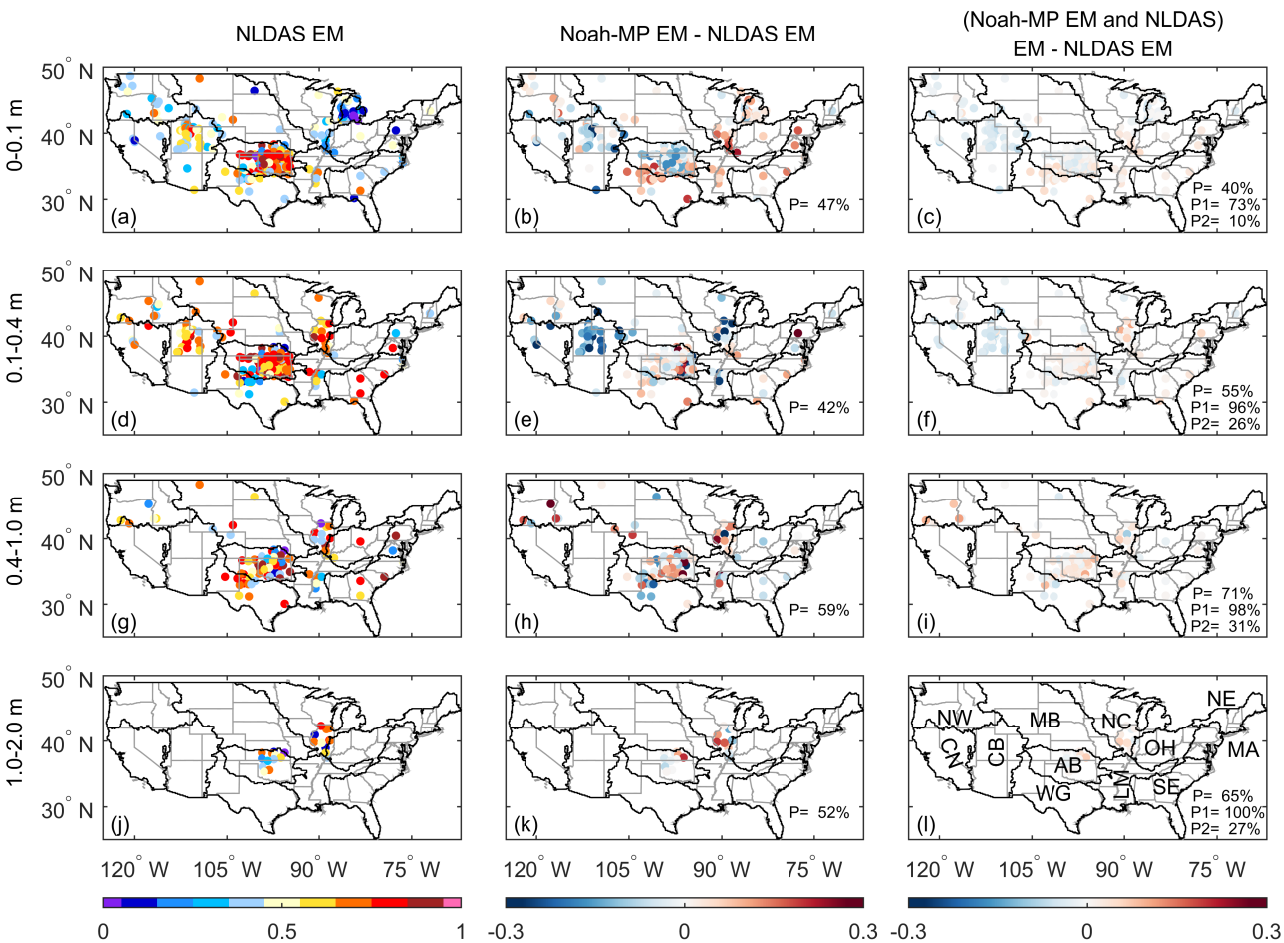 NLDAS EM
Noah-MP EM - NLDAS EM
(Noah-MP EM and NLDAS)
EM - NLDAS EM
0-0.1 m
50° N
40° N
30° N
(a)
(b)
P= 47%
(c)
P= 40%
P1= 73%
P2= 10%
0.1-0.4 m
50° N
40° N
30° N
(d)
(e)
P= 42%
(f)
P= 55%
P1= 96%
P2= 26%
0.4-1.0 m
50° N
40° N
30° N
(g)
(h)
P= 59%
(i)
P= 71%
P1= 98%
P2= 31%
1.0-2.0 m
50° N
40° N
30° N
(j)
(k)
P= 52%
NW
MB
NC
NE
CN
CB
OH
MA
AB
WG
LM
SE
(l)
P= 65%
P1= 100%
P2= 27%
120° W 105° W 90° W 75° W
120° W 105° W 90° W 75° W
120° W 105° W 90° W 75° W
0 0.5 1
-0.3 0 0.3
-0.3 0 0.3